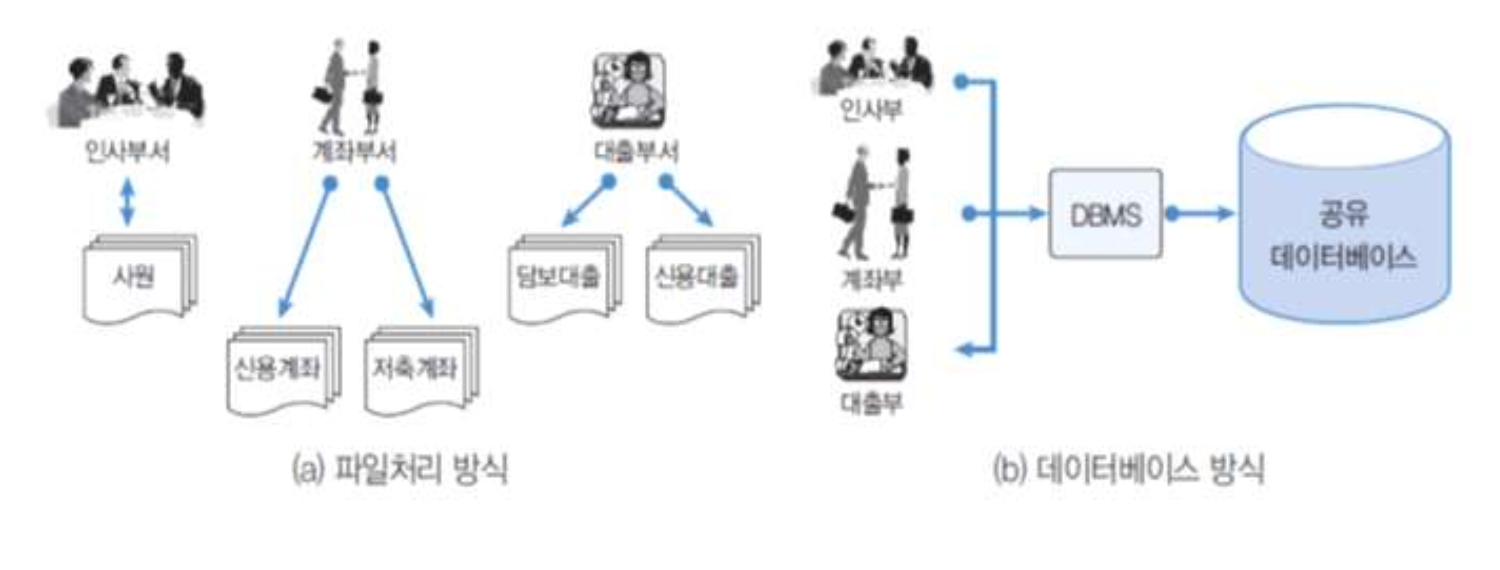 인사부서
계좌부서
대출부서
사원
담보대출
신용대출
신용계좌
저축계좌
(a) 파일처리 방식
인사부
계좌부
대출부
DBMS
공유
데이터베이스
(b) 데이터베이스 방식